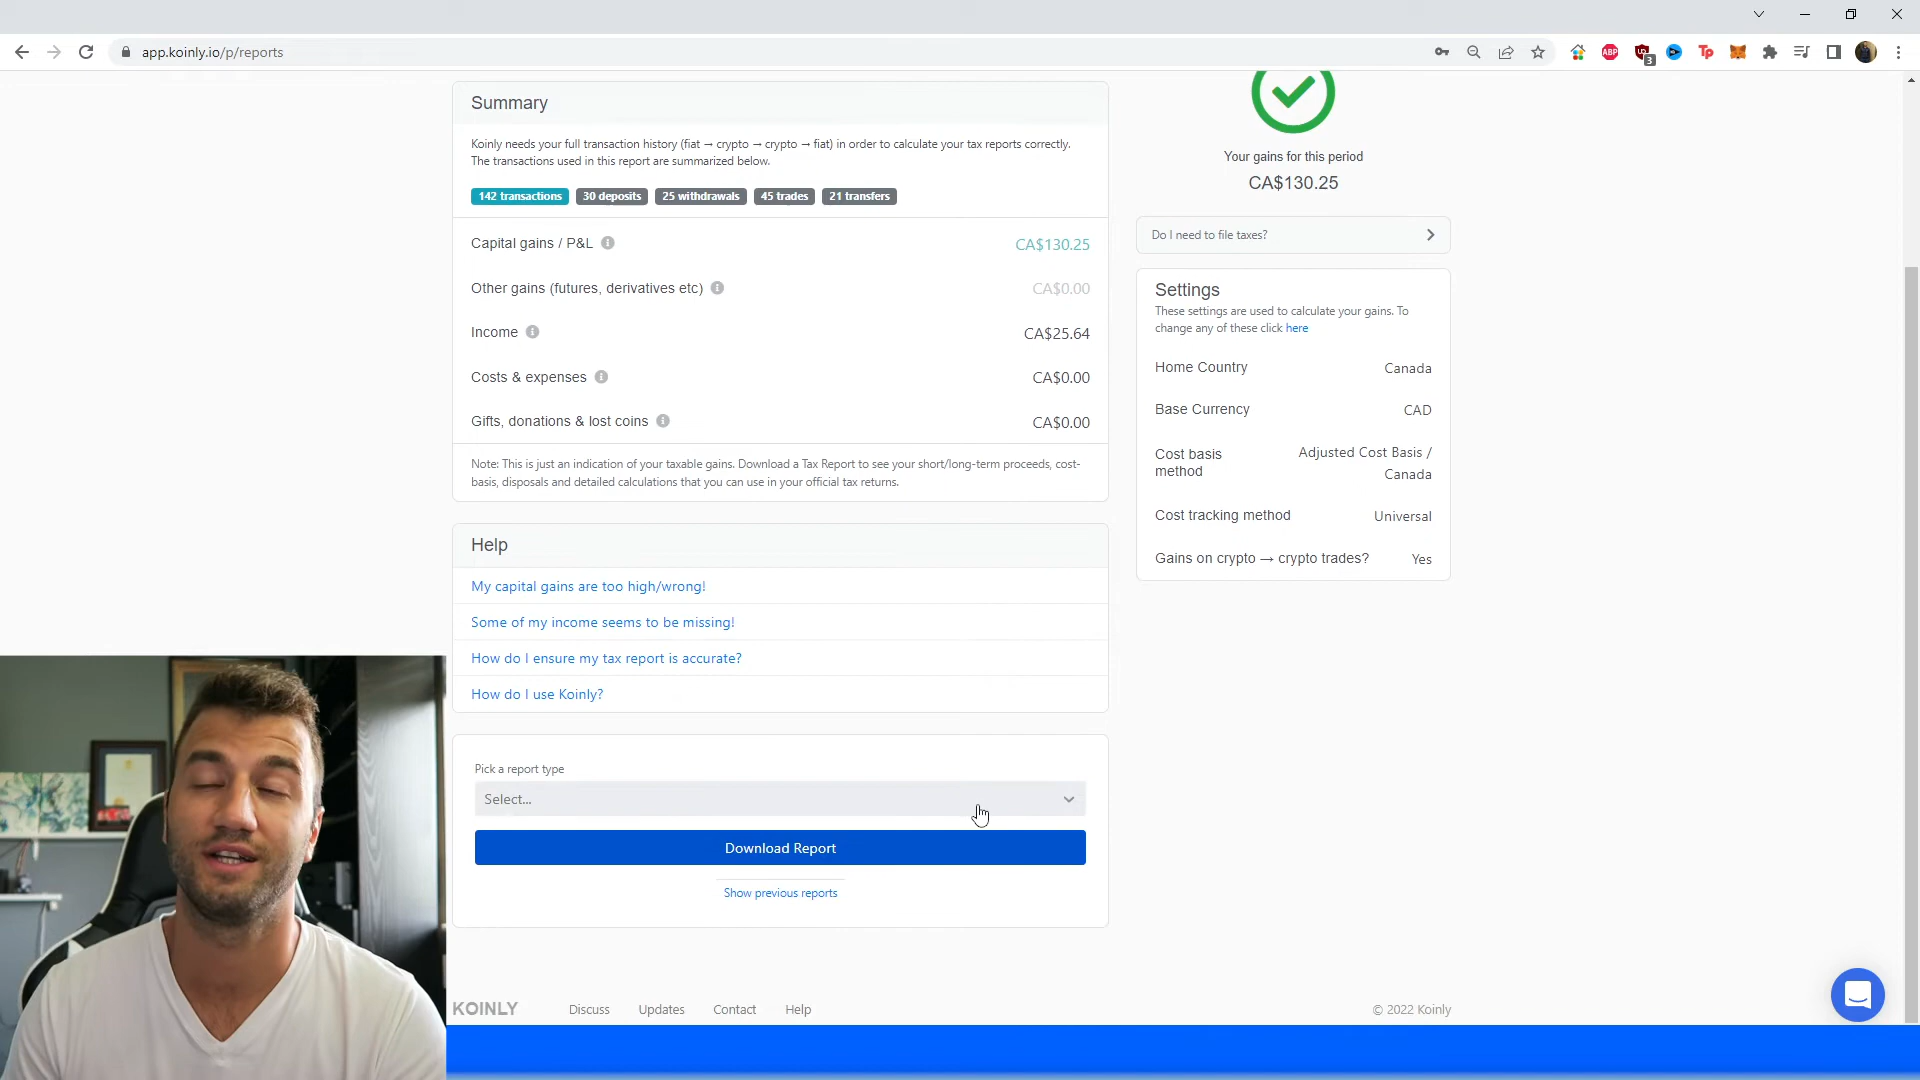 app.koinly.io/p/reports
ABP
3
Tp
Summary
Koinly needs your full transaction history (fiat → crypto → crypto → fiat) in order to calculate your tax reports correctly.
The transactions used in this report are summarized below.
142 transactions 30 deposits 25 withdrawals 45 trades 21 transfers
Capital gains / P&L CA$130.25
Other gains (futures, derivatives etc) CA$0.00
Income CA$25.64
Costs & expenses CA$0.00
Gifts, donations & lost coins CA$0.00
Note: This is just an indication of your taxable gains. Download a Tax Report to see your short/long-term proceeds, cost-
basis, disposals and detailed calculations that you can use in your official tax returns.
Help
My capital gains are too high/wrong!
Some of my income seems to be missing!
How do I ensure my tax report is accurate?
How do I use Koinly?
Pick a report type
Select...
Download Report
Show previous reports
Your gains for this period
CA$130.25
Do I need to file taxes?
Settings
These settings are used to calculate your gains. To
change any of these click here
Home Country Canada
Base Currency CAD
Cost basis
method
Adjusted Cost Basis /
Canada
Cost tracking method Universal
Gains on crypto → crypto trades? Yes
KOINLY Discuss Updates Contact Help © 2022 Koinly